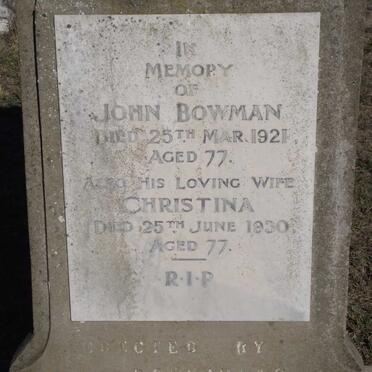 IN
MEMORY
OF
JOHN BOWMAN
DIED 25TH MAR. 1921
AGED 77.
ALSO HIS LOVING WIFE
CHRISTINA
DIED 25TH JUNE 1930
AGED 77.
R·I·P
ERECTED BY